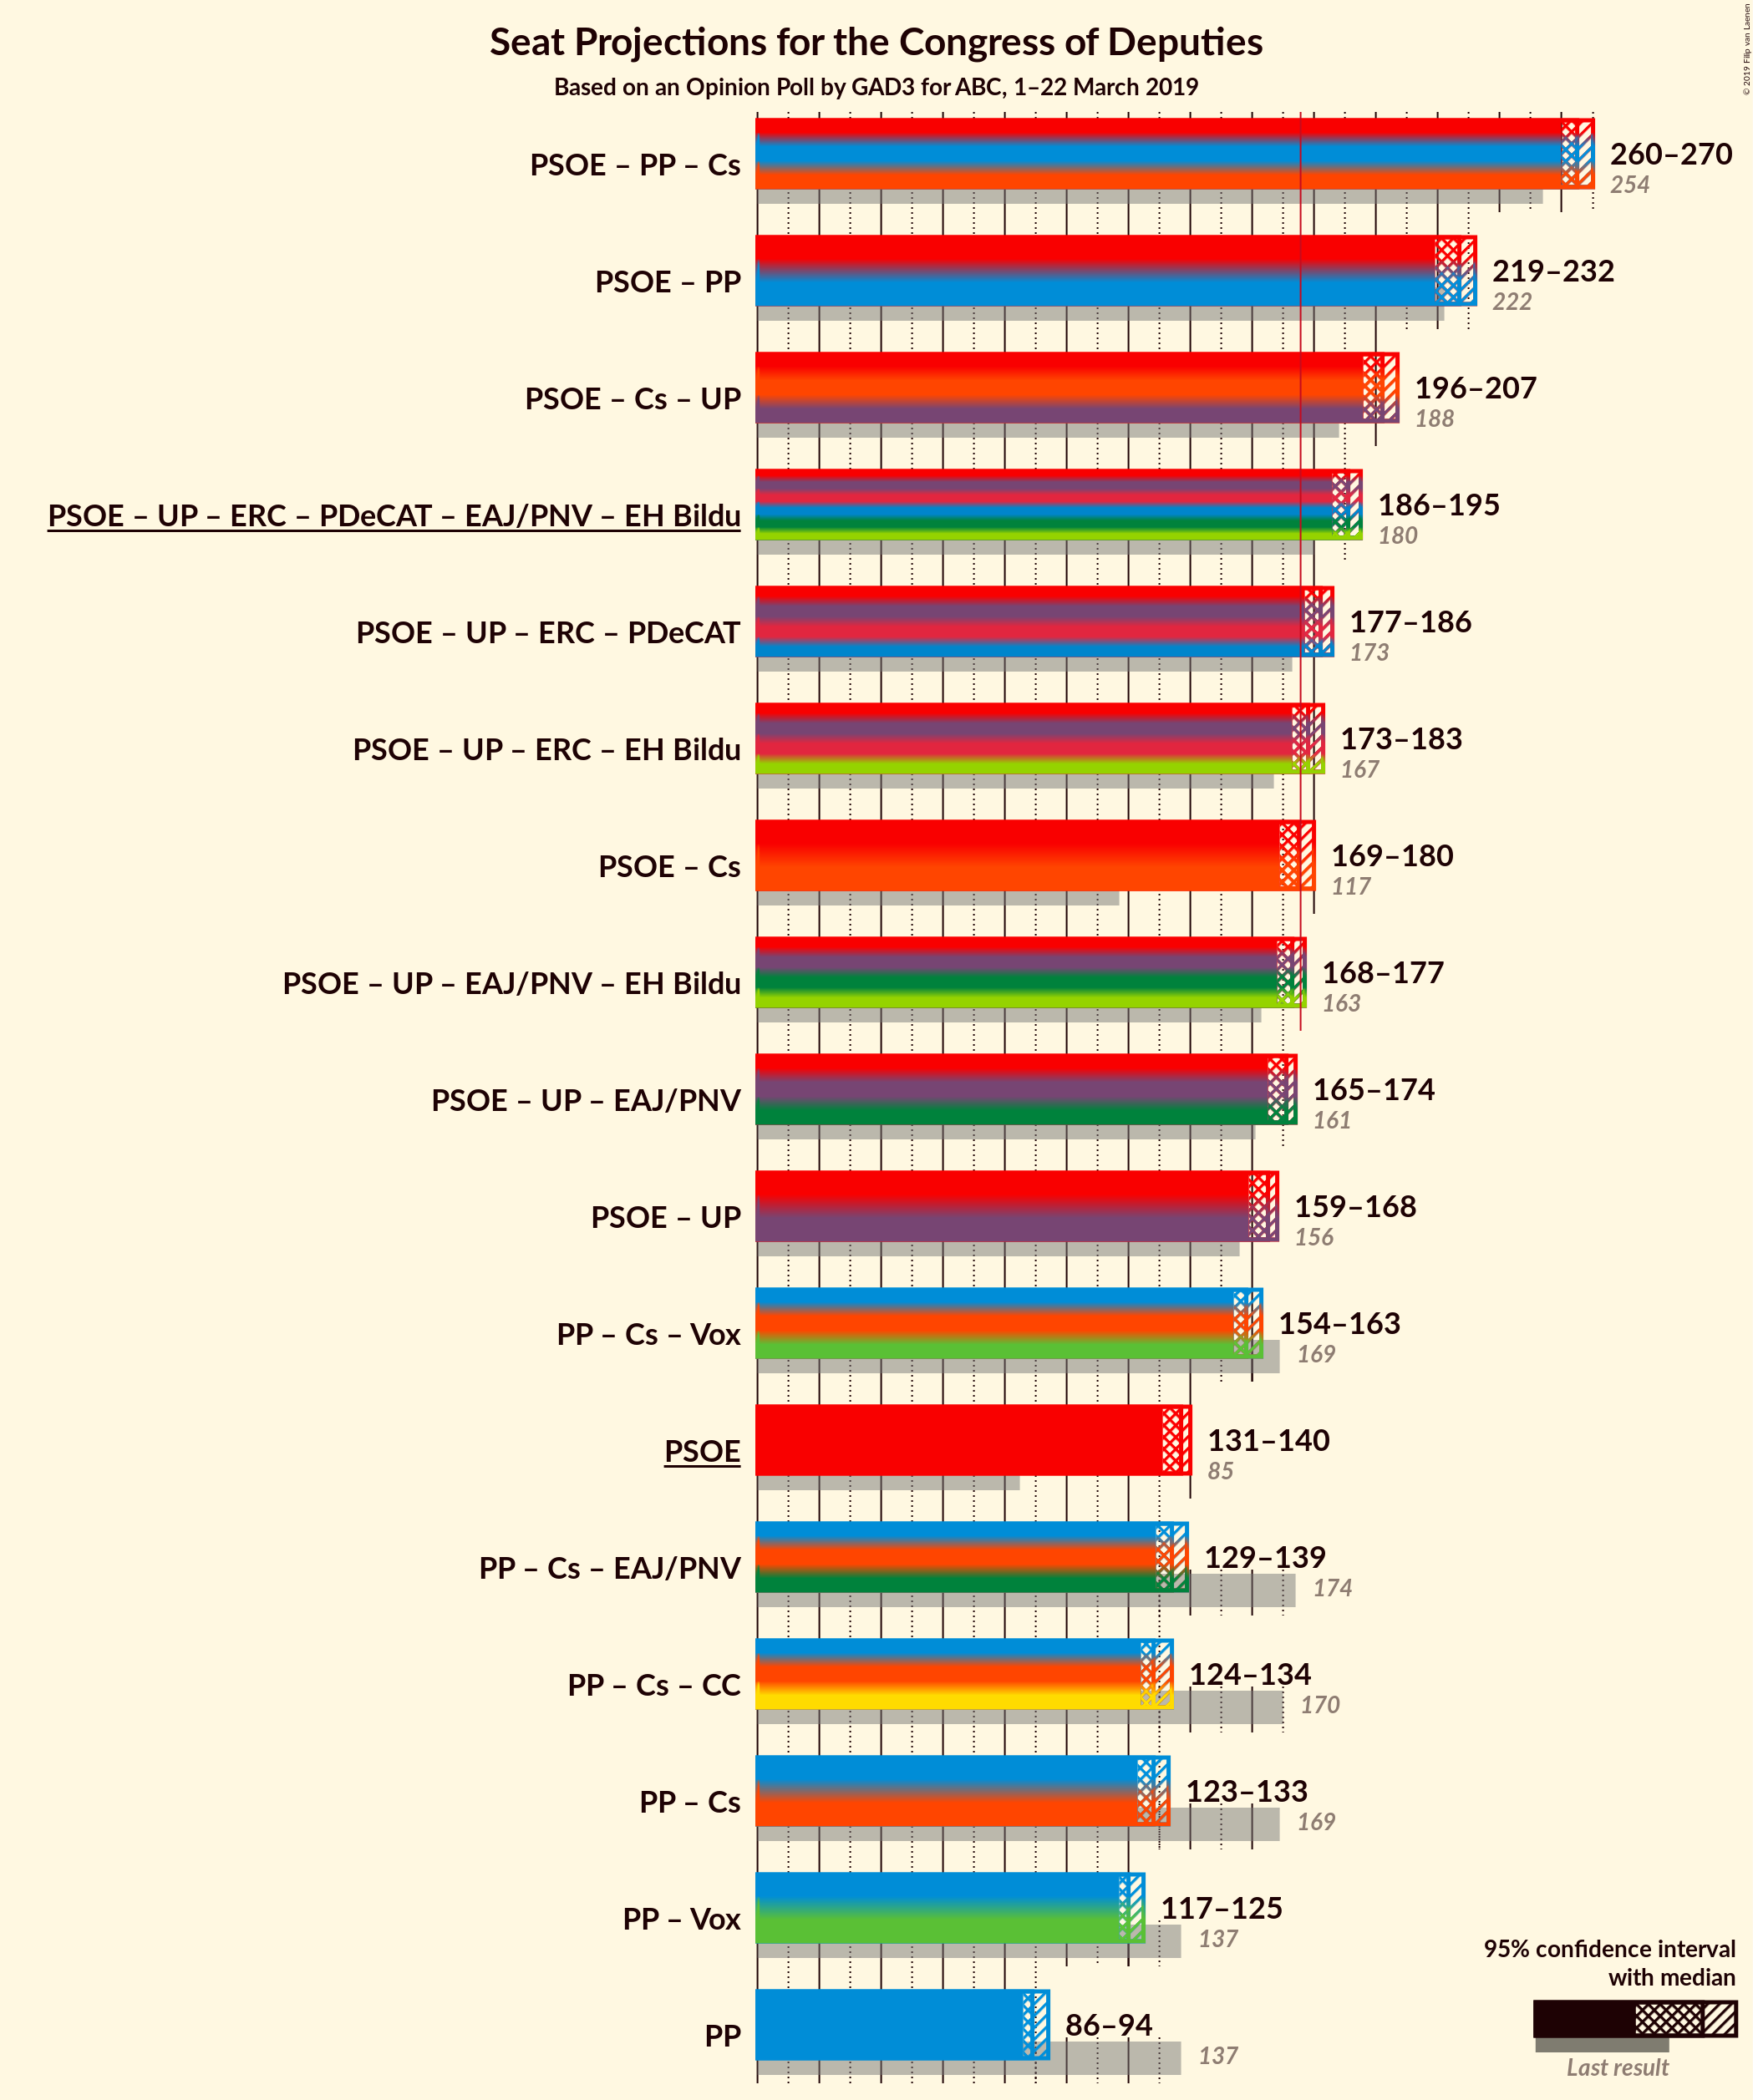 Seat Projections for the Congress of Deputies
Based on an Opinion Poll by GAD3 for ABC, 1–22 March 2019
© 2019 Filip van Laenen
PSOE – PP – Cs
260–270
254
PSOE – PP
219–232
222
PSOE – Cs – UP
196–207
188
PSOE – UP – ERC – PDeCAT – EAJ/PNV – EH Bildu
186–195
180
PSOE – UP – ERC – PDeCAT
177–186
173
PSOE – UP – ERC – EH Bildu
173–183
167
PSOE – Cs
169–180
117
PSOE – UP – EAJ/PNV – EH Bildu
168–177
163
PSOE – UP – EAJ/PNV
165–174
161
PSOE – UP
159–168
156
PP – Cs – Vox
154–163
169
PSOE
131–140
85
PP – Cs – EAJ/PNV
129–139
174
PP – Cs – CC
124–134
170
PP – Cs
123–133
169
PP – Vox
117–125
137
PP
86–94
137
95% confidence interval
with median
Last result